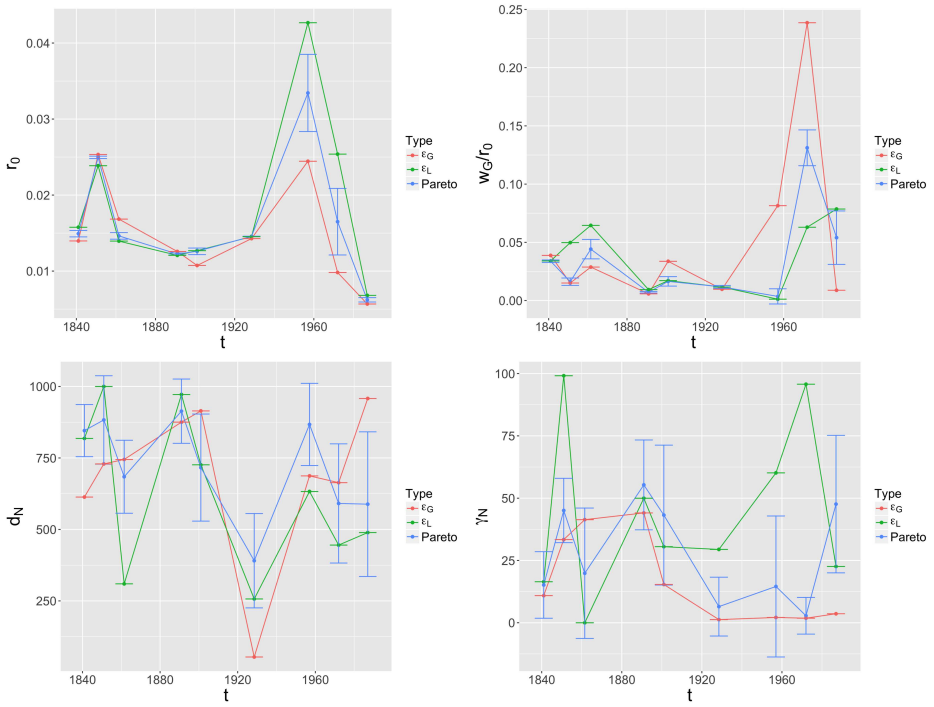 0.04
0.03
0.02
0.01
r0
1840
1880
1920
1960
t
Type
εG
εL
Pareto
0.25
0.20
0.15
0.10
0.05
0.00
wG/r0
1840
1880
1920
1960
t
Type
εG
εL
Pareto
1000
750
500
250
dN
1840
1880
1920
1960
t
Type
εG
εL
Pareto
100
75
50
25
0
γN
1840
1880
1920
1960
t
Type
εG
εL
Pareto